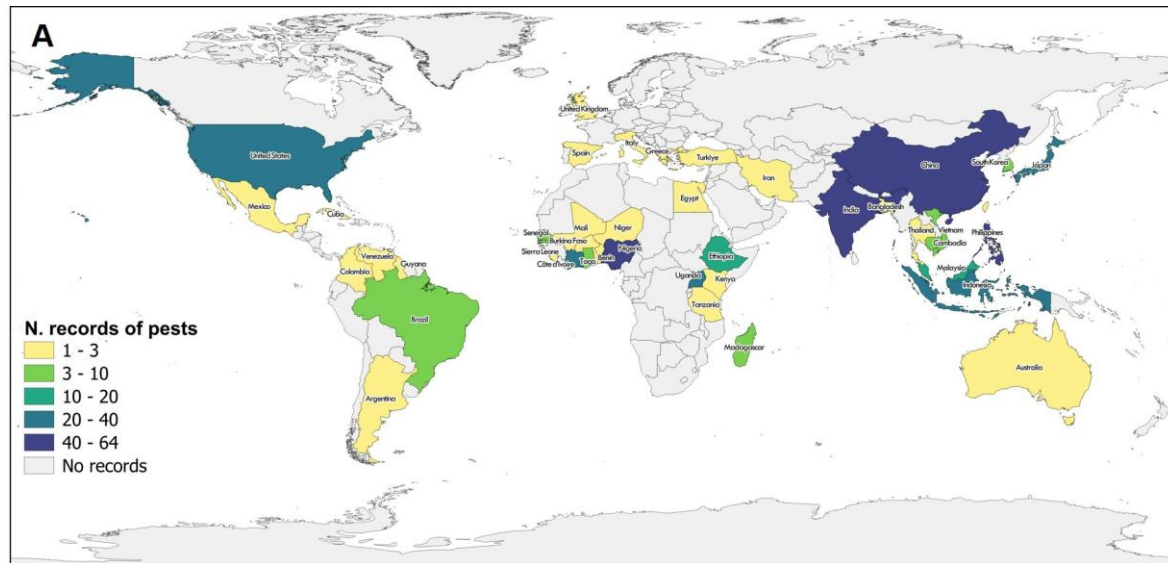 A
United Kingdom
Italy
Spain
Greece
Turkiye
Iran
China
South Korea
Japan
United States
Mexico
Cuba
Egypt
India
Bangladesh
Mali
Niger
Senegal
Burkina Faso
Sierra Leone
Côte d'Ivoire
Togo
Benin
Nigeria
Ethiopia
Thailand
Vietnam
Cambodia
Philippines
Venezuela
Guyana
Colombia
Uganda
Kenya
Malaysia
Indonesia
Tanzania
Brazil
Madagascar
Australia
Argentina
N. records of pests
1 - 3
3 - 10
10 - 20
20 - 40
40 - 64
No records